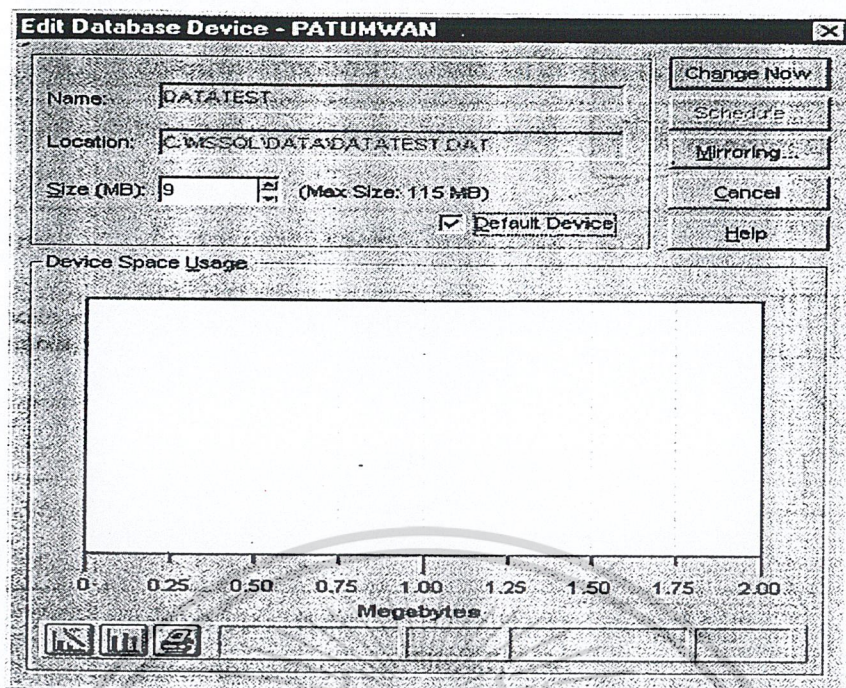 Edit Database Device - PATUMWAN
Name: DATATEST
Location: C:\MSSQL\DATA\DATATEST.DAT
Size (MB): 9 (Max Size: 115 MB)
Default Device
Change Now
Schedule...
Mirroring...
Cancel
Help
Device Space Usage
0 0.25 0.50 0.75 1.00 1.25 1.50 1.75 2.00
Megabytes